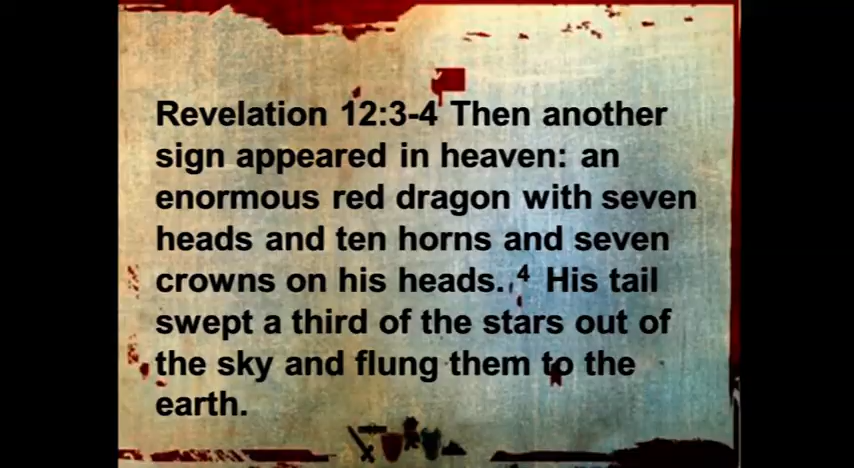 Revelation 12:3-4 Then another
sign appeared in heaven: an
enormous red dragon with seven
heads and ten horns and seven
crowns on his heads. ⁴ His tail
swept a third of the stars out of
the sky and flung them to the
earth.